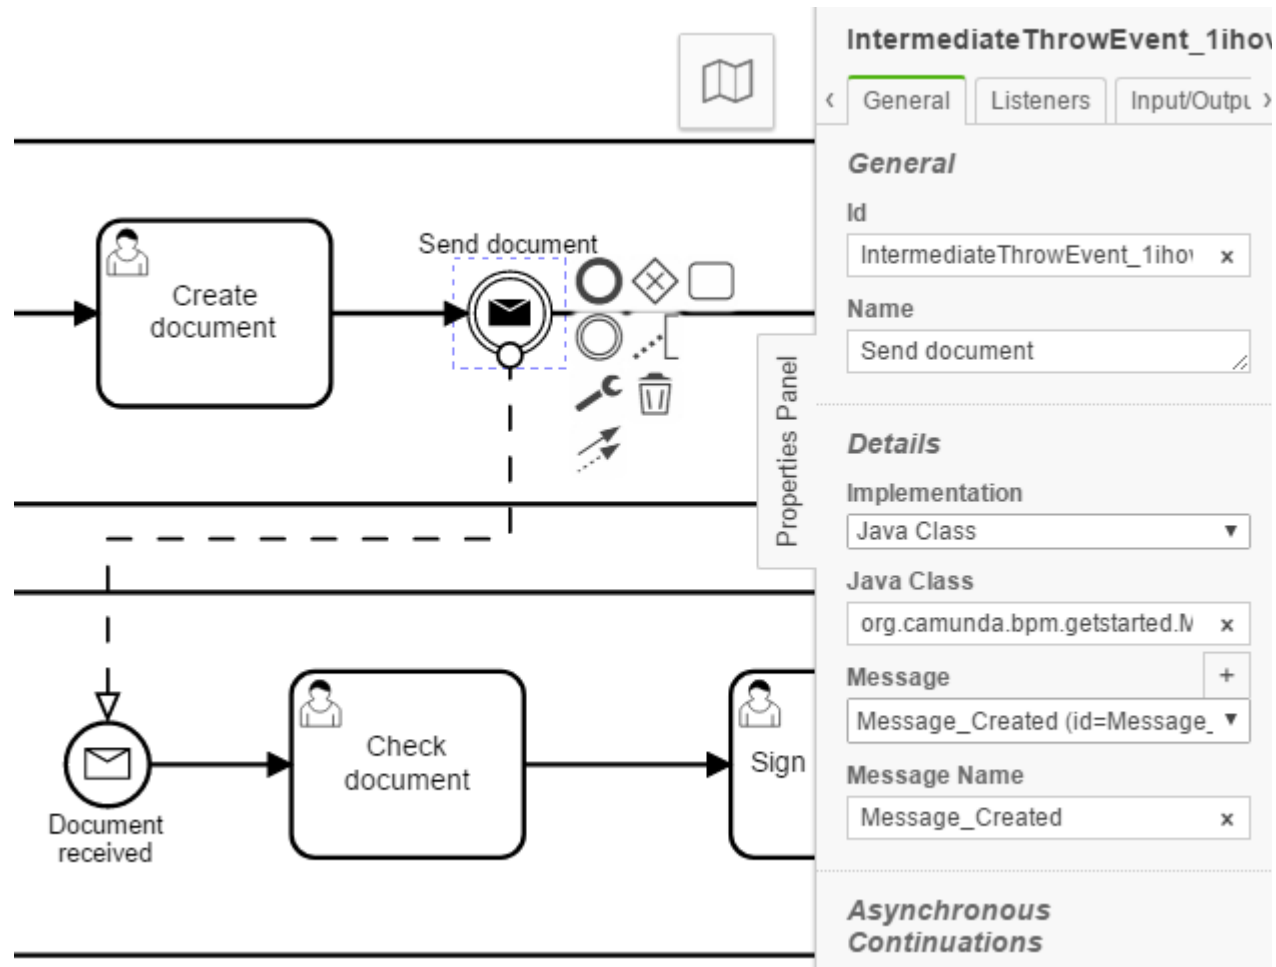 Send document
Create
document
Document
received
Check
document
Sign
Properties Panel
IntermediateThrowEvent_1ihov
General
Listeners
Input/Outpu
General
Id
IntermediateThrowEvent_1ihov
Name
Send document
Details
Implementation
Java Class
Java Class
org.camunda.bpm.getstarted.M
Message
Message_Created (id=Message_
Message Name
Message_Created
Asynchronous
Continuations